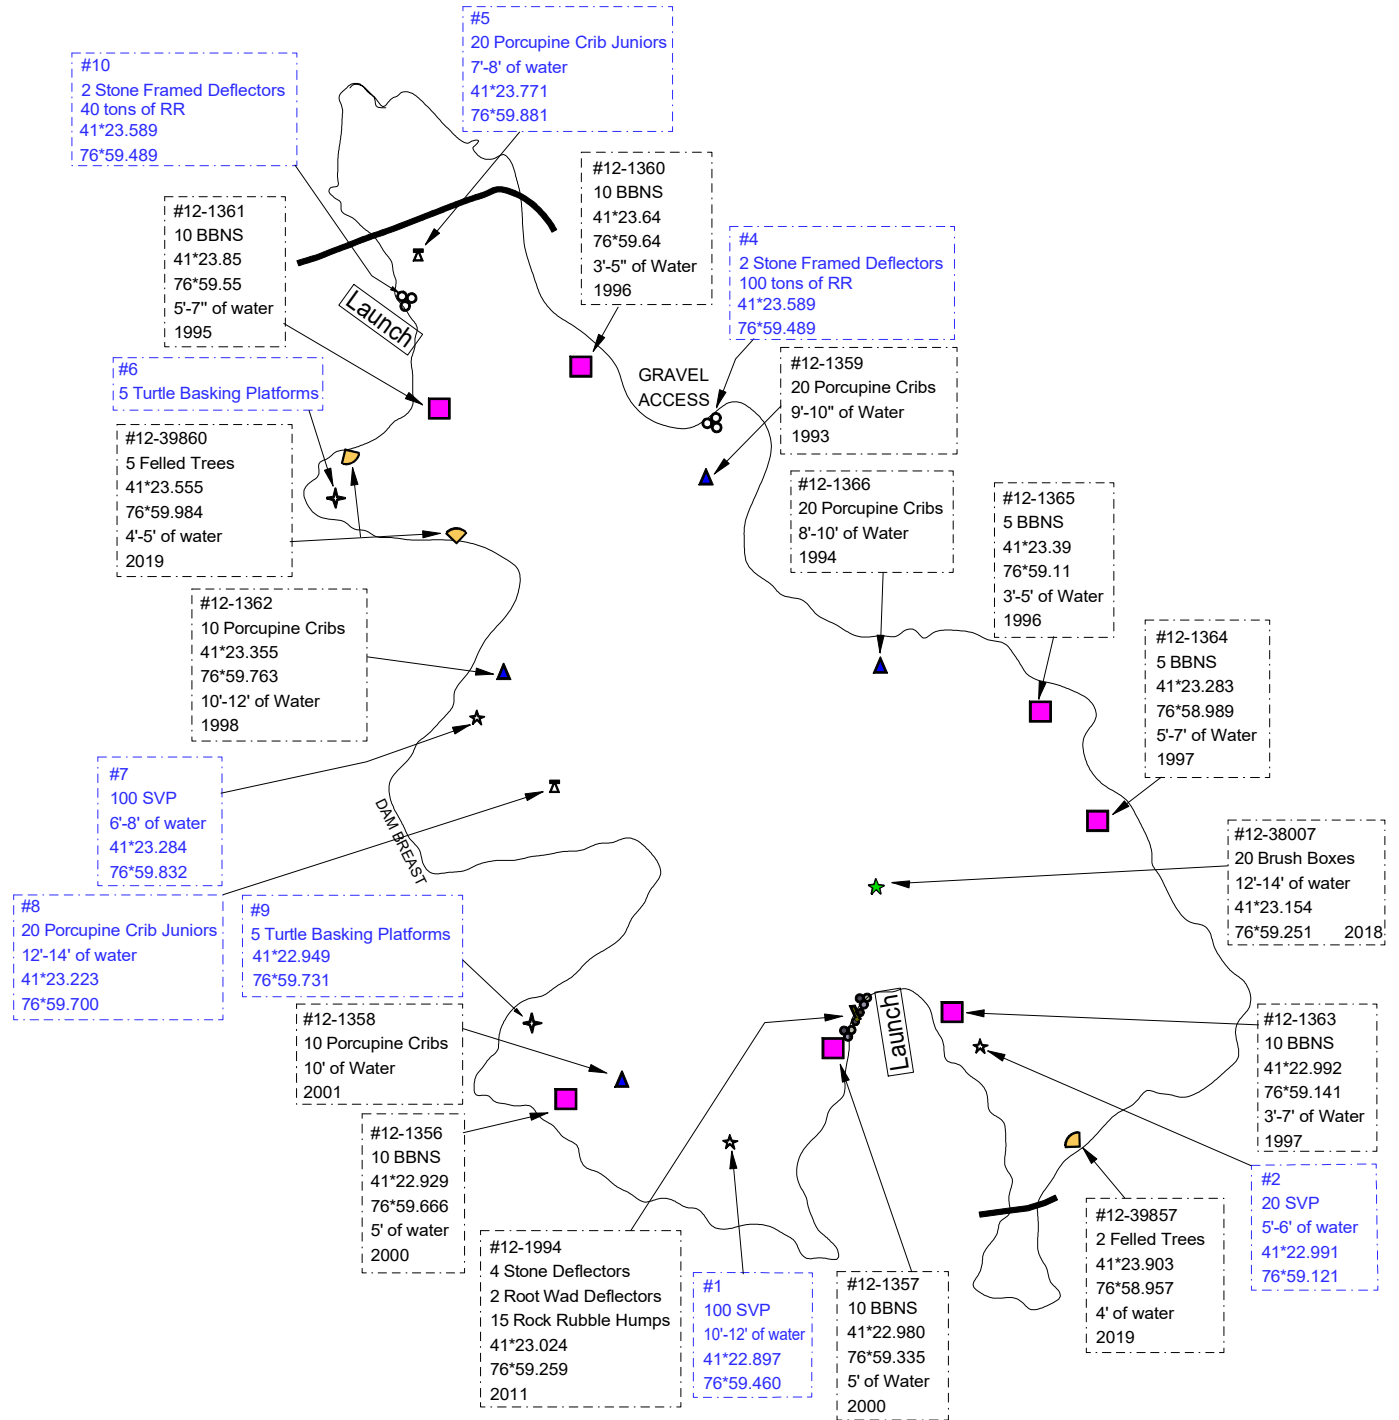 #5
20 Porcupine Crib Juniors
7'-8' of water
41*23.771
76*59.881
#10
2 Stone Framed Deflectors
40 tons of RR
41*23.589
76*59.489
#12-1360
10 BBNS
41*23.64
76*59.64
3'-5" of Water
1996
#12-1361
10 BBNS
41*23.85
76*59.55
5'-7" of water
1995
#4
2 Stone Framed Deflectors
100 tons of RR
41*23.589
76*59.489
Launch
#6
5 Turtle Basking Platforms
GRAVEL
ACCESS
#12-1359
20 Porcupine Cribs
9'-10" of Water
1993
#12-39860
5 Felled Trees
41*23.555
76*59.984
4'-5' of water
2019
#12-1366
20 Porcupine Cribs
8'-10' of Water
1994
#12-1365
5 BBNS
41*23.39
76*59.11
3'-5' of Water
1996
#12-1362
10 Porcupine Cribs
41*23.355
76*59.763
10'-12' of Water
1998
#12-1364
5 BBNS
41*23.283
76*58.989
5'-7' of Water
1997
#7
100 SVP
6'-8' of water
41*23.284
76*59.832
DAM BREAST
#12-38007
20 Brush Boxes
12'-14' of water
41*23.154
76*59.251 2018
#8
20 Porcupine Crib Juniors
12'-14' of water
41*23.223
76*59.700
#9
5 Turtle Basking Platforms
41*22.949
76*59.731
Launch
#12-1358
10 Porcupine Cribs
10' of Water
2001
#12-1363
10 BBNS
41*22.992
76*59.141
3'-7' of Water
1997
#12-1356
10 BBNS
41*22.929
76*59.666
5' of water
2000
#2
20 SVP
5'-6' of water
41*22.991
76*59.121
#12-39857
2 Felled Trees
41*23.903
76*58.957
4' of water
2019
#12-1994
4 Stone Deflectors
2 Root Wad Deflectors
15 Rock Rubble Humps
41*23.024
76*59.259
2011
#1
100 SVP
10'-12' of water
41*22.897
76*59.460
#12-1357
10 BBNS
41*22.980
76*59.335
5' of Water
2000